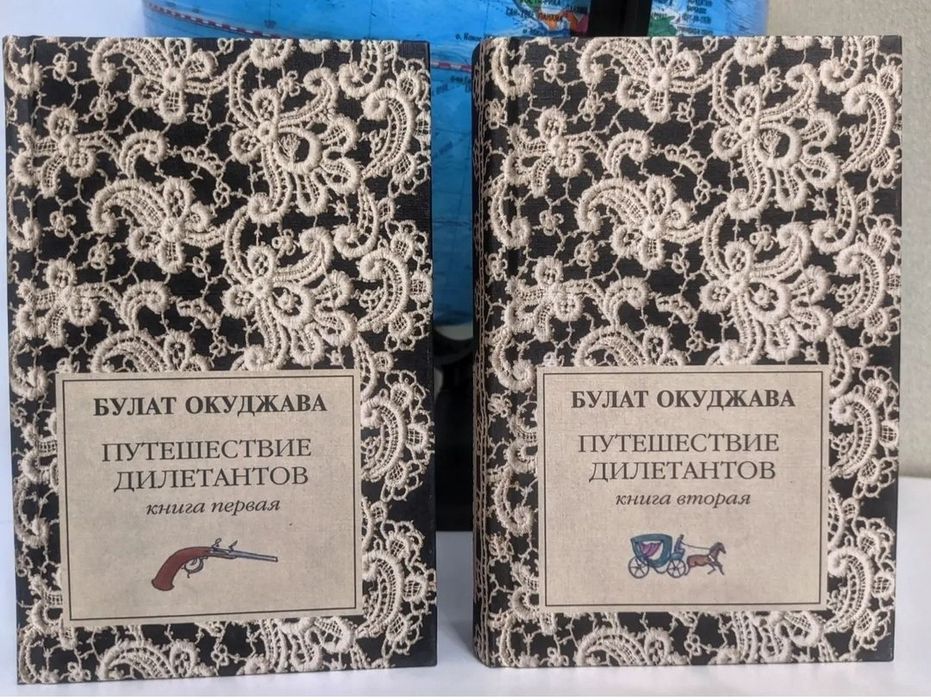 БУЛАТ ОКУДЖАВА
ПУТЕШЕСТВИЕ
ДИЛЕТАНТОВ
книга первая
БУЛАТ ОКУДЖАВА
ПУТЕШЕСТВИЕ
ДИЛЕТАНТОВ
книга вторая